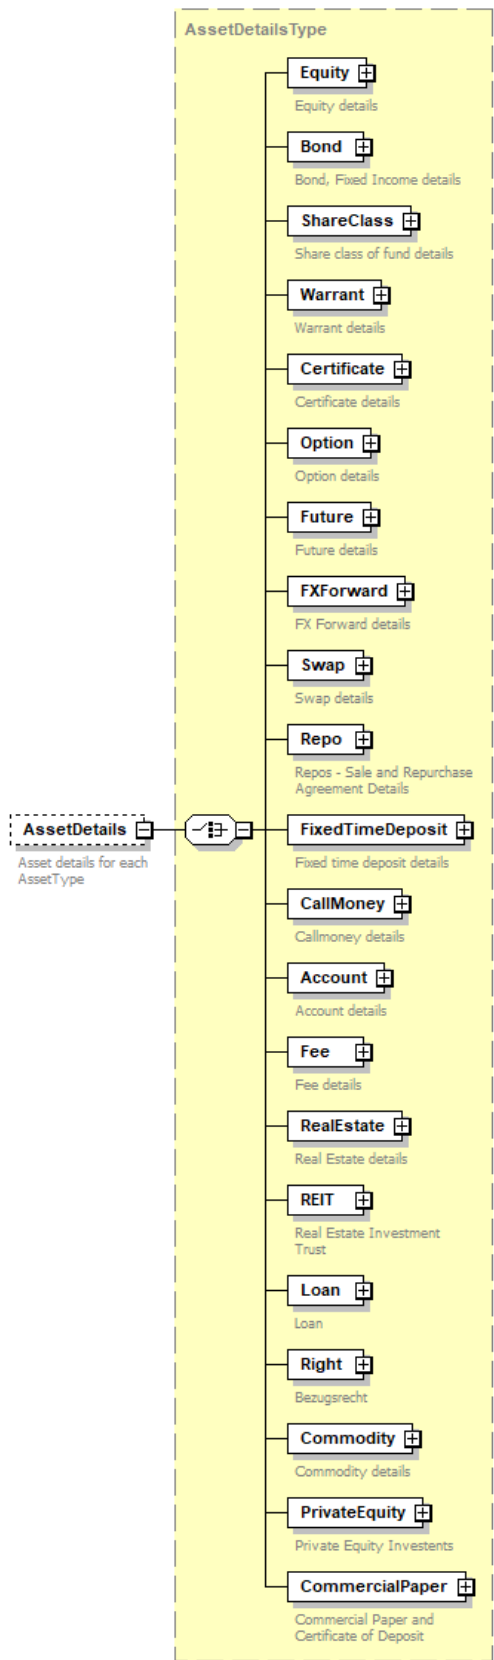 AssetDetailsType
Equity
Equity details
Bond
Bond, Fixed Income details
ShareClass
Share class of fund details
Warrant
Warrant details
Certificate
Certificate details
Option
Option details
Future
Future details
FXForward
FX Forward details
Swap
Swap details
Repo
Repos - Sale and Repurchase
Agreement Details
AssetDetails
Asset details for each
AssetType
FixedTimeDeposit
Fixed time deposit details
CallMoney
Callmoney details
Account
Account details
Fee
Fee details
RealEstate
Real Estate details
REIT
Real Estate Investment
Trust
Loan
Loan
Right
Bezugsrecht
Commodity
Commodity details
PrivateEquity
Private Equity Investents
CommercialPaper
Commercial Paper and
Certificate of Deposit